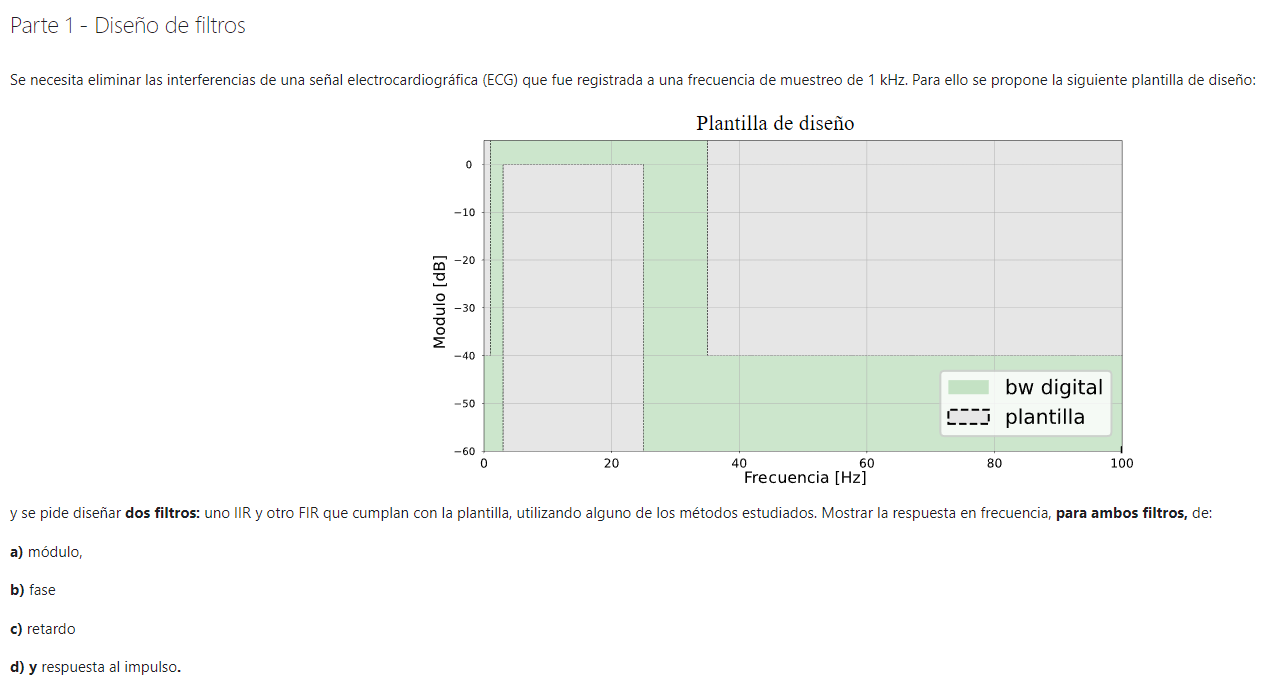 Parte 1 - Diseño de filtros
Se necesita eliminar las interferencias de una señal electrocardiográfica (ECG) que fue registrada a una frecuencia de muestreo de 1 kHz. Para ello se propone la siguiente plantilla de diseño:
Plantilla de diseño
Modulo [dB]
0
−10
−20
−30
−40
−50
−60
bw digital
plantilla
0 20 40 60 80 100
Frecuencia [Hz]
y se pide diseñar dos filtros: uno IIR y otro FIR que cumplan con la plantilla, utilizando alguno de los métodos estudiados. Mostrar la respuesta en frecuencia, para ambos filtros, de:
a) módulo,
b) fase
c) retardo
d) y respuesta al impulso.